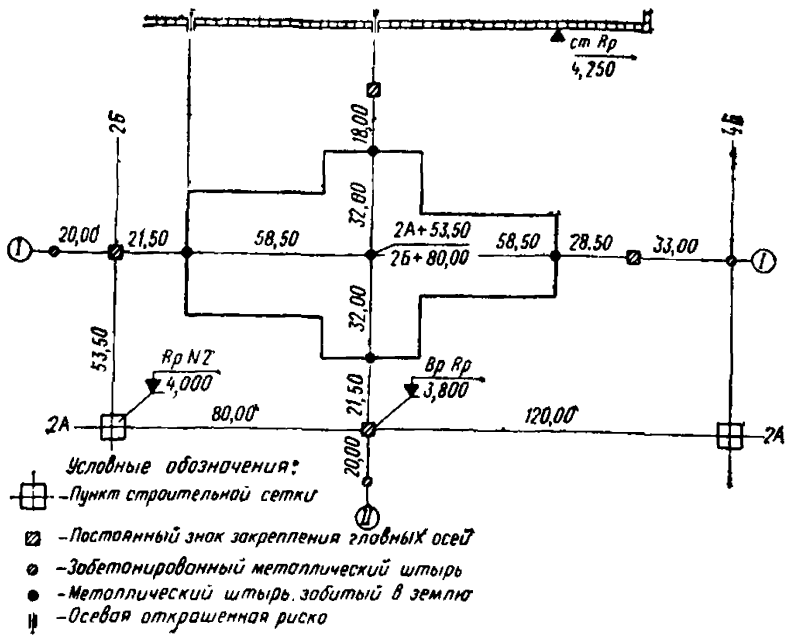 ст Rp
4,250
2Б
4Б
18,00
32,00
20,00
21,50
58,50
2А+53,50
2Б+80,00
58,50
28.50
33,00
I
I
53,50
32,00
Rp N2
4,000
Вр Rp
3,800
21,50
2А
80,00
120,00
2А
20,00
II
Условные обозначения:
-Пункт строительной сетки
-Постоянный знак закрепления главных осей
-Забетонированный металлический штырь
-Металлический штырь, забитый в землю
-Осевая откращенная риска